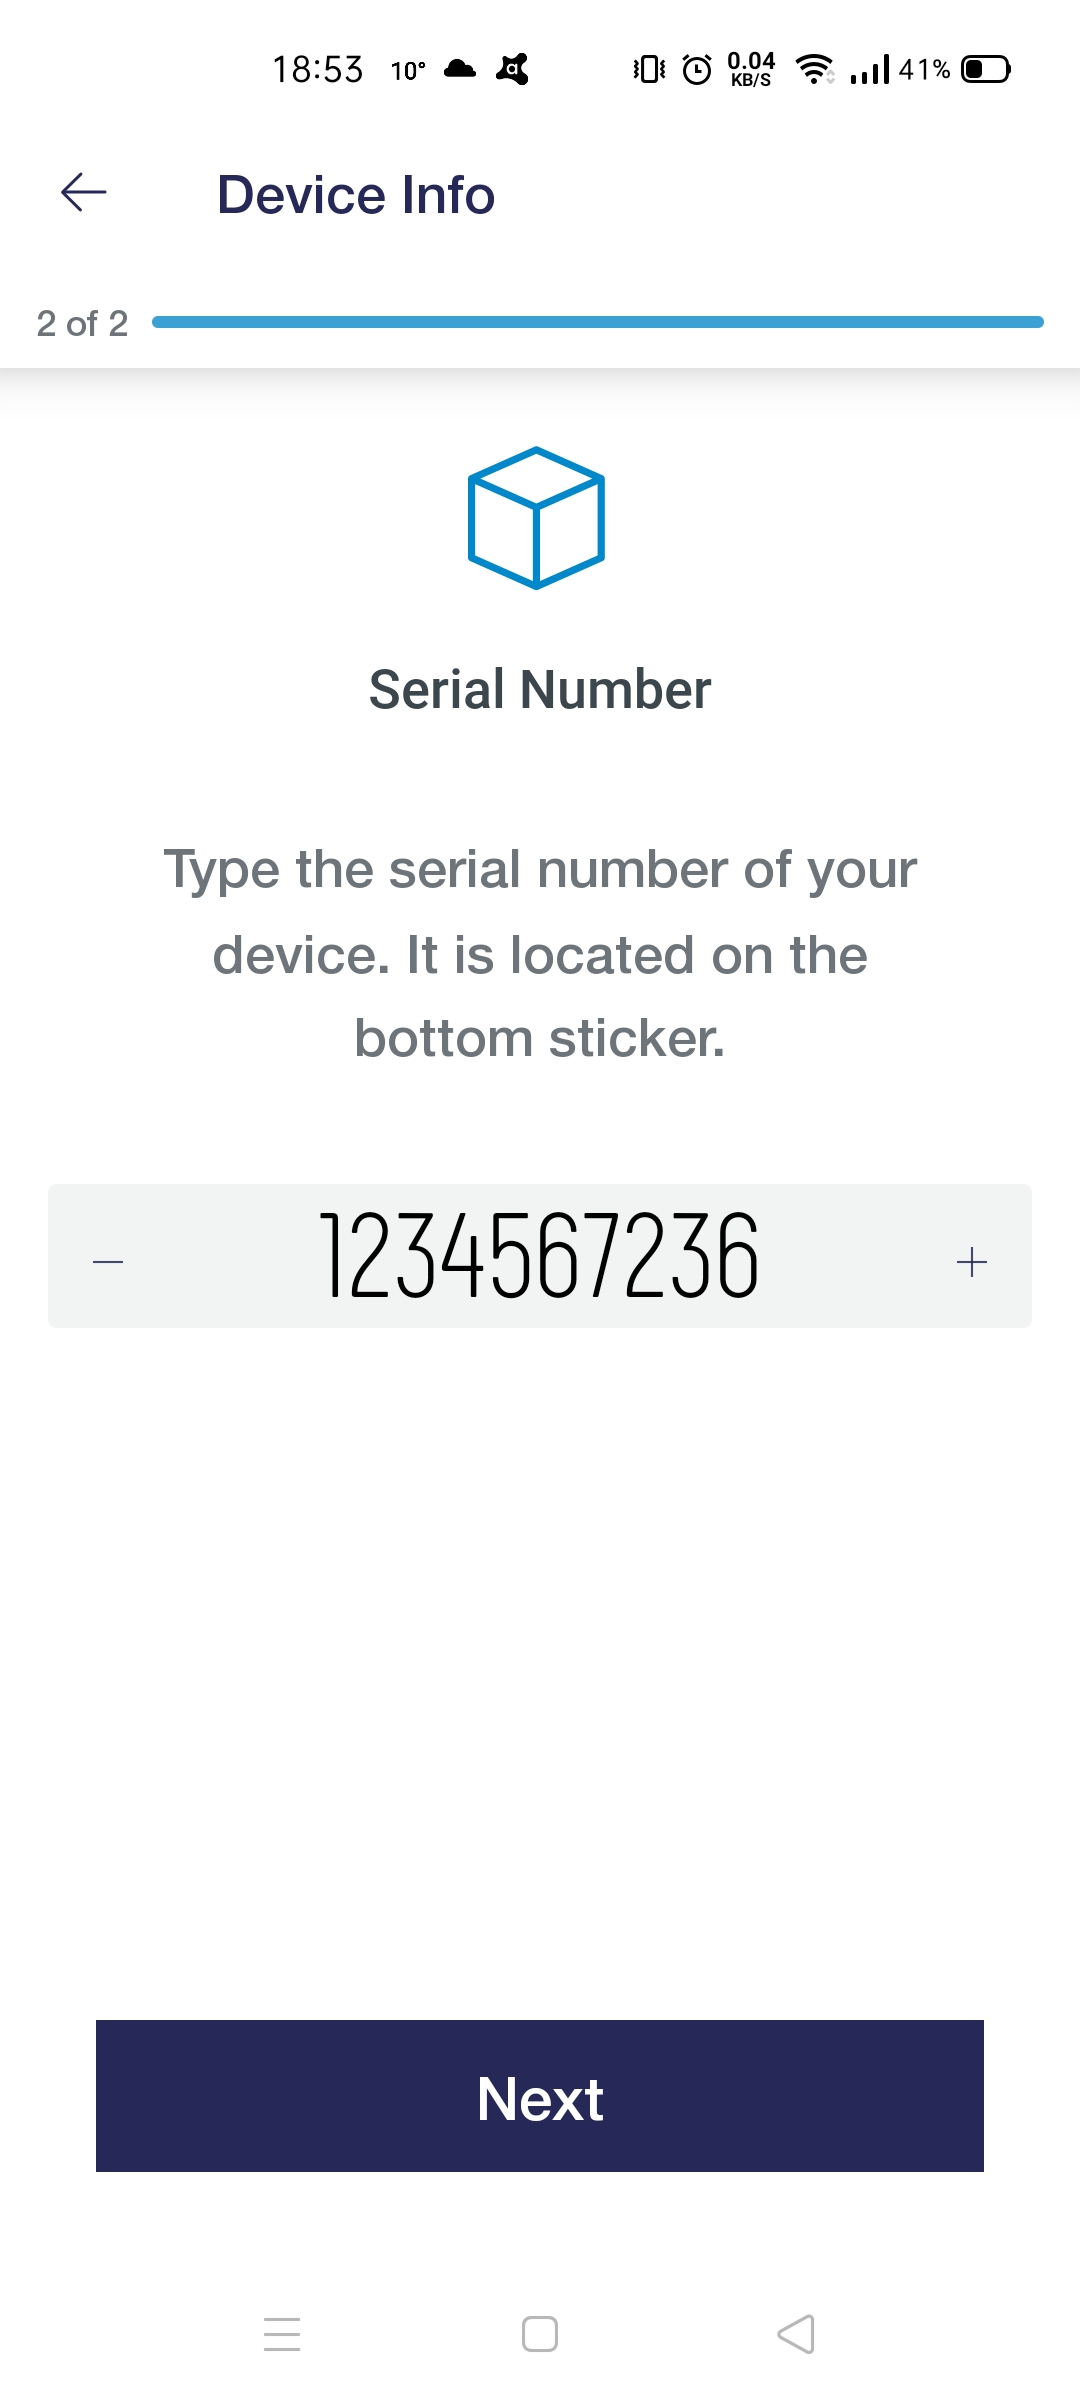 18:53 10° 0.04 KB/S 41%
Device Info
2 of 2
Serial Number
Type the serial number of your
device. It is located on the
bottom sticker.
— 1234567236 +
Next